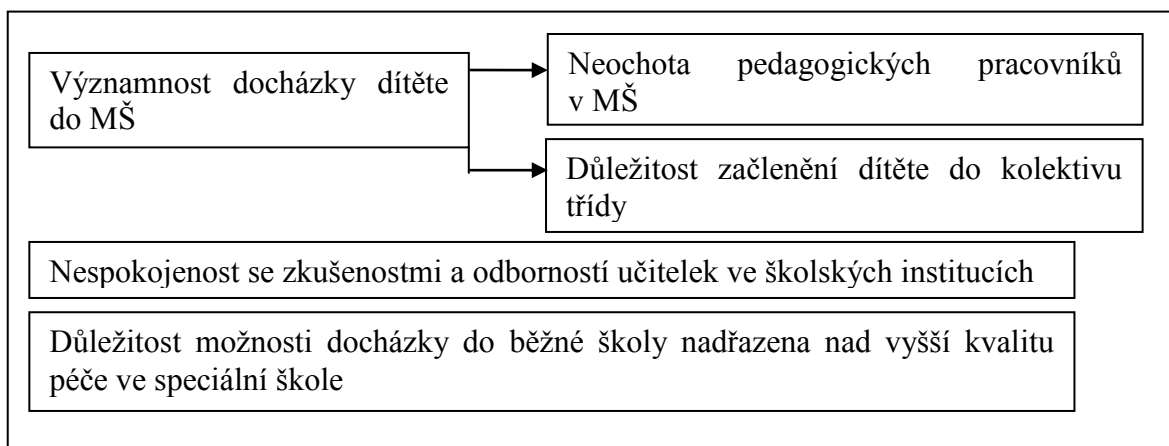 Významnost docházky dítěte
do MŠ
Neochota pedagogických pracovníků
v MŠ
Důležitost začlenění dítěte do kolektivu
třídy
Nespokojenost se zkušenostmi a odborností učitelek ve školských institucích
Důležitost možnosti docházky do běžné školy nadřazena nad vyšší kvalitu
péče ve speciální škole